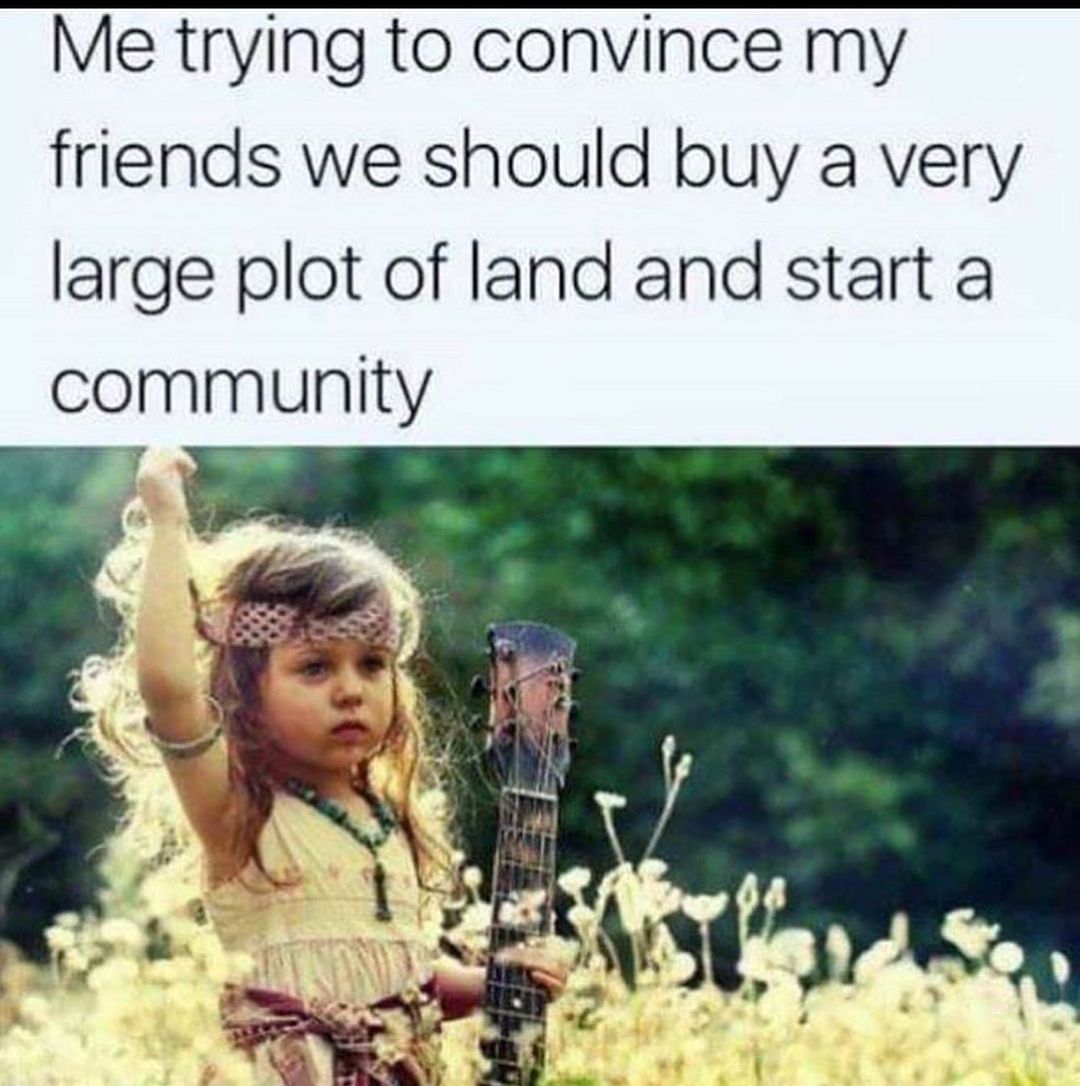 Me trying to convince my
friends we should buy a very
large plot of land and start a
community